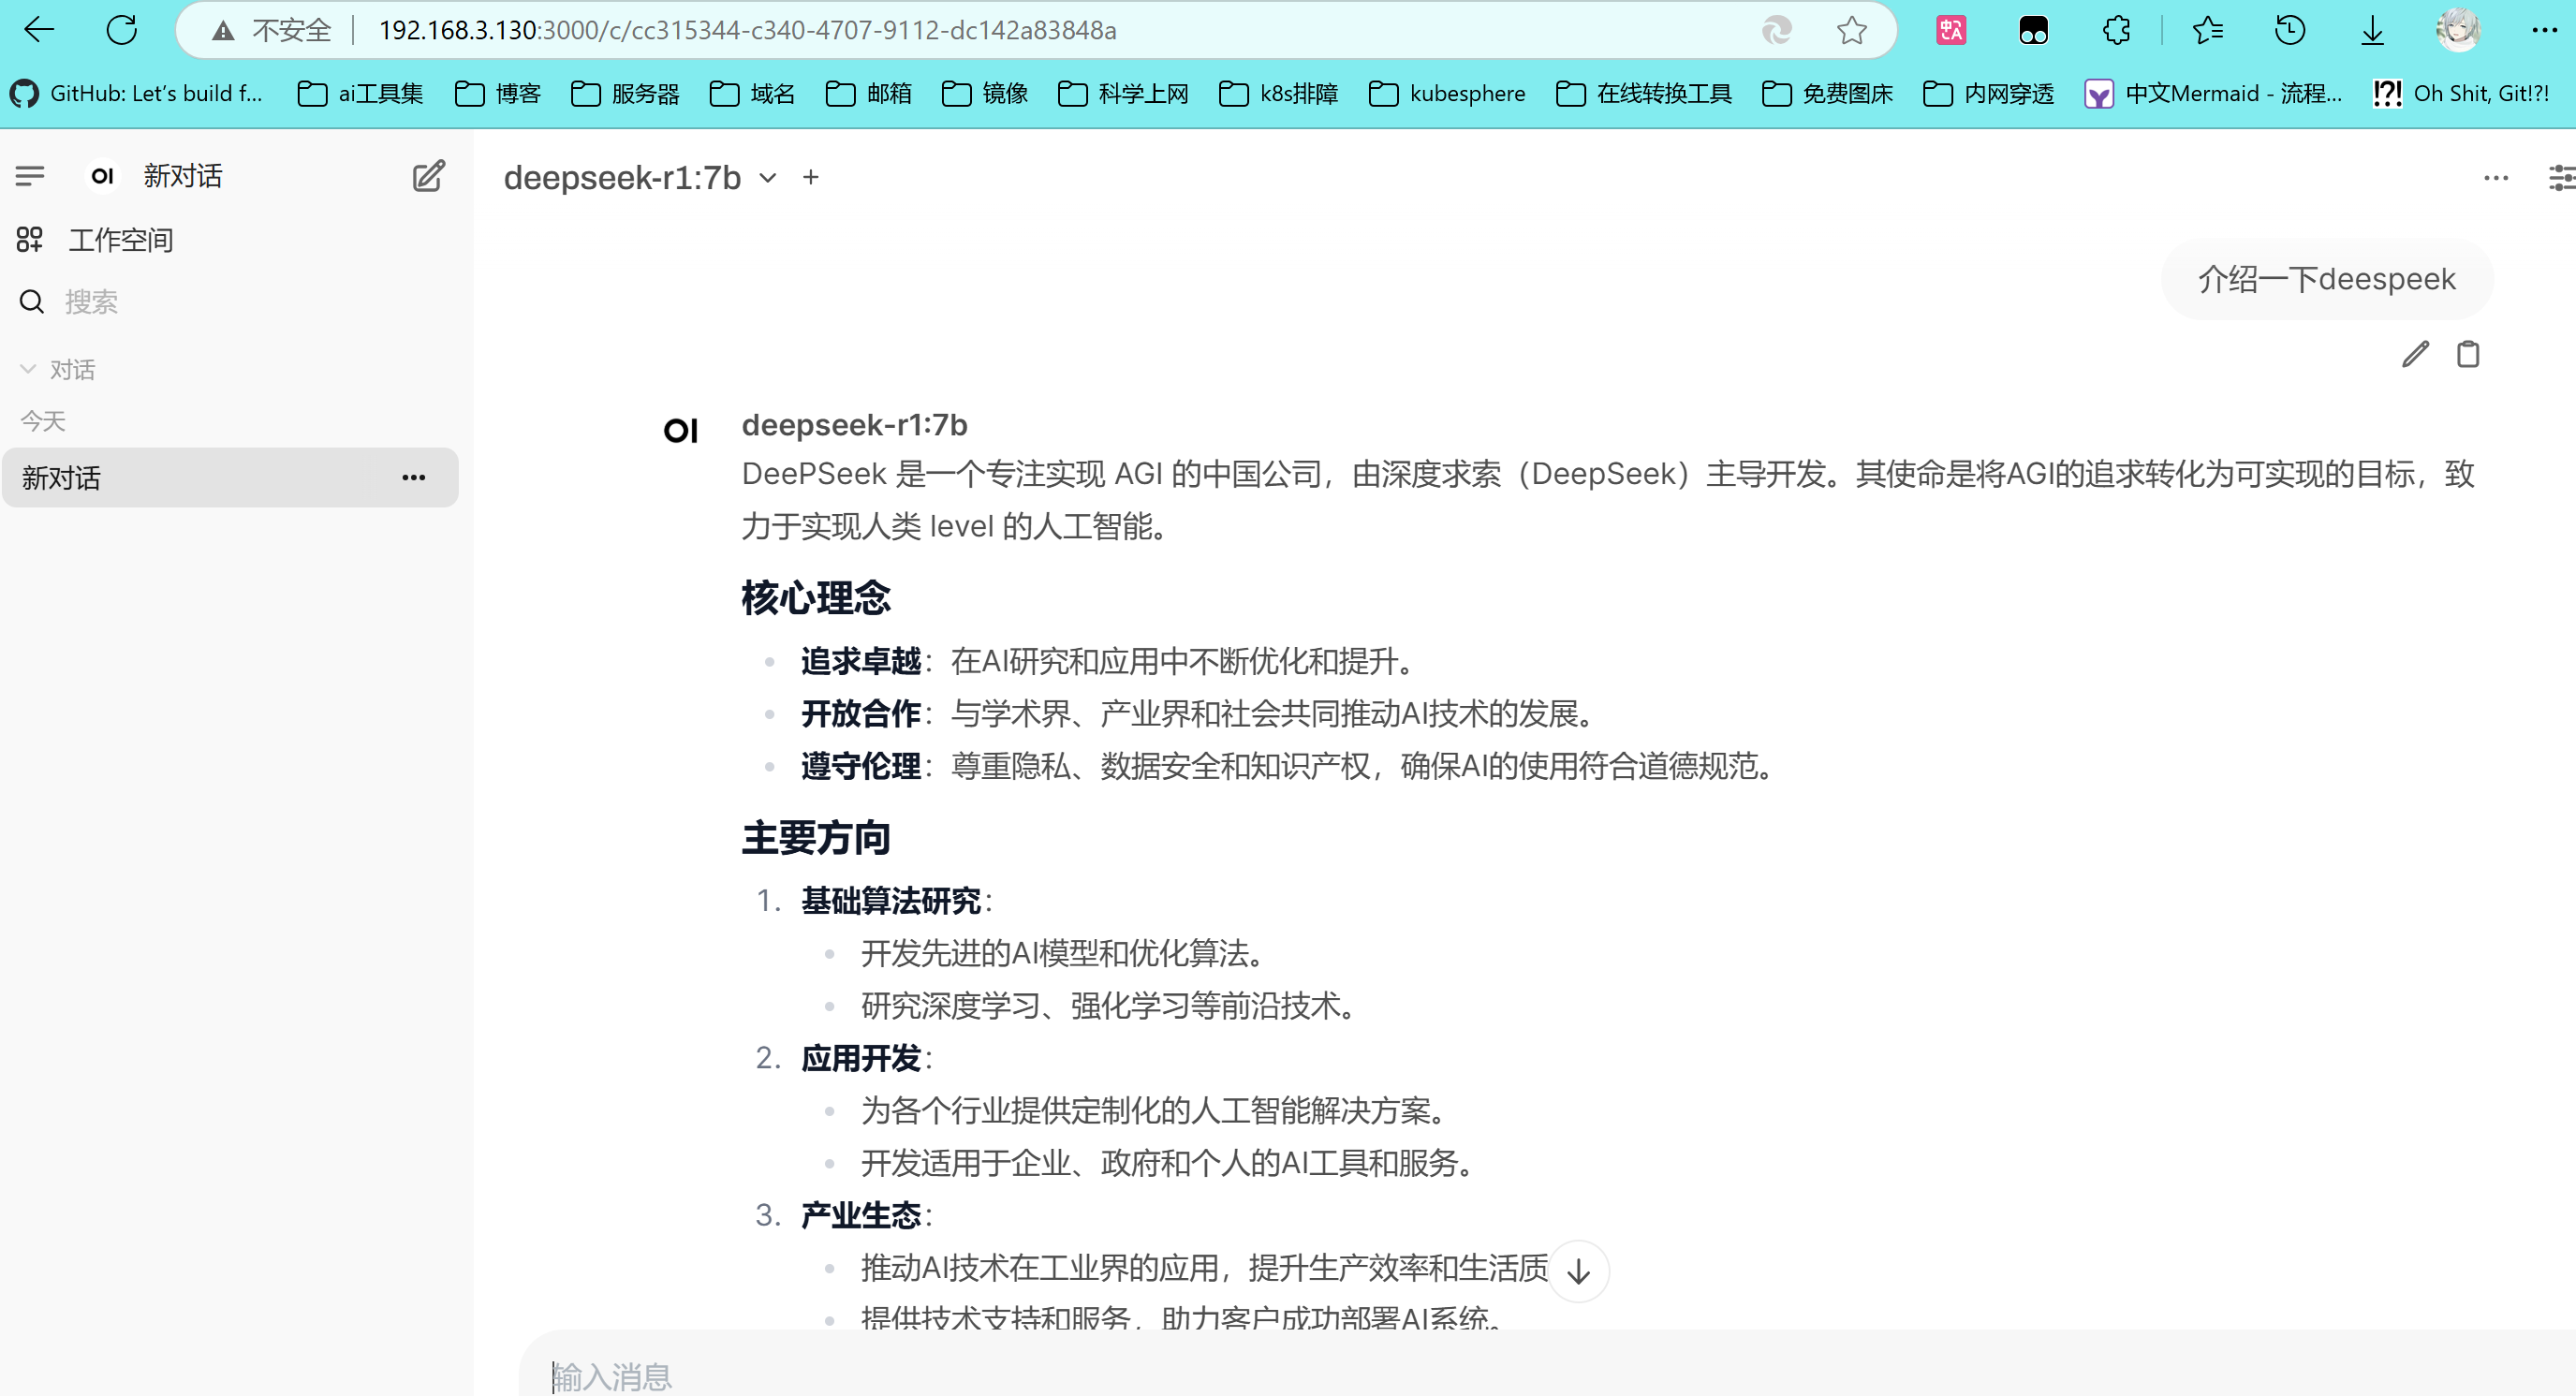 不安全 192.168.3.130:3000/c/cc315344-c340-4707-9112-dc142a83848a
GitHub: Let's build f... ai工具集 博客 服务器 域名 邮箱 镜像 科学上网 k8s排障 kubesphere 在线转换工具 免费图床 内网穿透 中文Mermaid - 流程... !?! Oh Shit, Git!?!
OI 新对话
工作空间
搜索
对话
今天
新对话
deepseek-r1:7b
介绍一下deespeek
OI deepseek-r1:7b
DeePSeek 是一个专注实现 AGI 的中国公司，由深度求索（DeepSeek）主导开发。其使命是将AGI的追求转化为可实现的目标，致
力于实现人类 level 的人工智能。
核心理念
追求卓越：在AI研究和应用中不断优化和提升。
开放合作：与学术界、产业界和社会共同推动AI技术的发展。
遵守伦理：尊重隐私、数据安全和知识产权，确保AI的使用符合道德规范。
主要方向
1. 基础算法研究：
开发先进的AI模型和优化算法。
研究深度学习、强化学习等前沿技术。
2. 应用开发：
为各个行业提供定制化的人工智能解决方案。
开发适用于企业、政府和个人的AI工具和服务。
3. 产业生态：
推动AI技术在工业界的应用，提升生产效率和生活质
提供技术支持和服务，助力客户成功部署AI系统。
输入消息